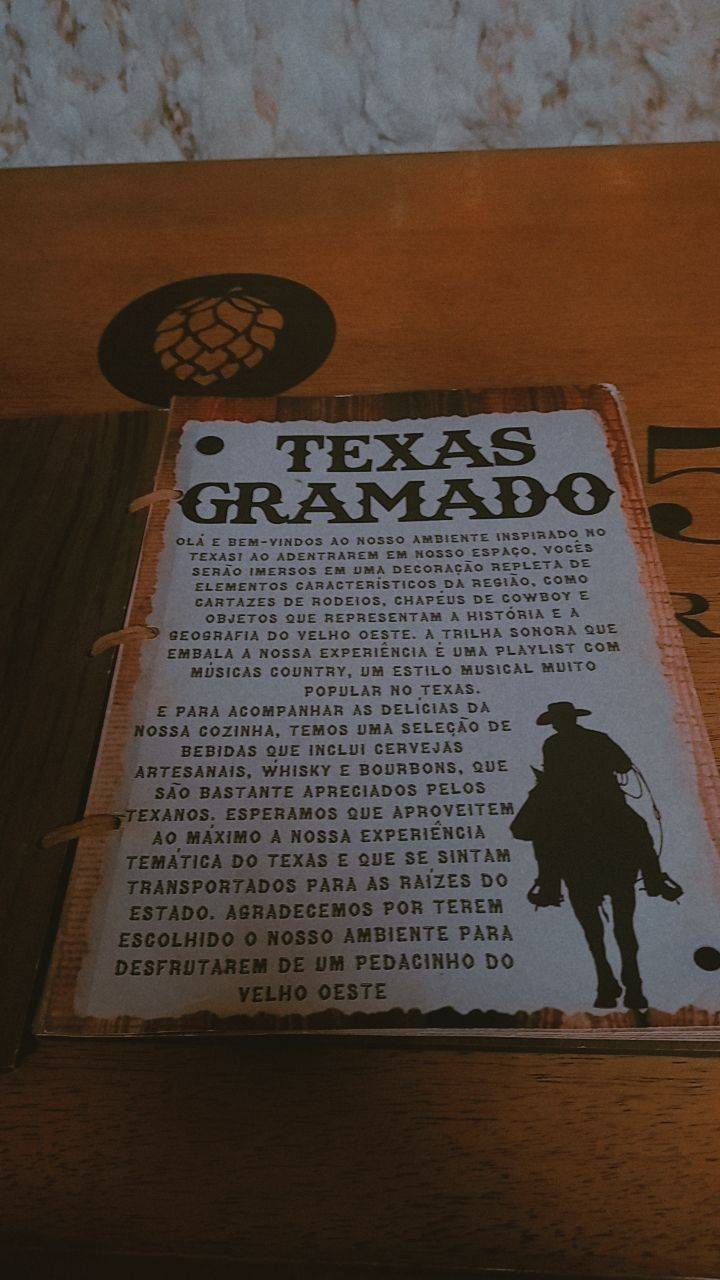 TEXAS
GRAMADO
OLÁ E BEM-VINDOS AO NOSSO AMBIENTE INSPIRADO NO
TEXAS! AO ADENTRAREM EM NOSSO ESPAÇO, VOCÊS
SERÃO IMERSOS EM UMA DECORAÇÃO REPLETA DE
ELEMENTOS CARACTERÍSTICOS DA REGIÃO, COMO
CARTAZES DE RODEIOS, CHAPÉUS DE COWBOY E
OBJETOS QUE REPRESENTAM A HISTÓRIA E A
GEOGRAFIA DO VELHO OESTE. A TRILHA SONORA QUE
EMBALA A NOSSA EXPERIÊNCIA É UMA PLAYLIST COM
MÚSICAS COUNTRY, UM ESTILO MUSICAL MUITO
POPULAR NO TEXAS.
E PARA ACOMPANHAR AS DELÍCIAS DA
NOSSA COZINHA, TEMOS UMA SELEÇÃO DE
BEBIDAS QUE INCLUI CERVEJAS
ARTESANAIS, WHISKY E BOURBONS, QUE
SÃO BASTANTE APRECIADOS PELOS
TEXANOS. ESPERAMOS QUE APROVEITEM
AO MÁXIMO A NOSSA EXPERIÊNCIA
TEMÁTICA DO TEXAS E QUE SE SINTAM
TRANSPORTADOS PARA AS RAÍZES DO
ESTADO. AGRADECEMOS POR TEREM
ESCOLHIDO O NOSSO AMBIENTE PARA
DESFRUTAREM DE UM PEDACINHO DO
VELHO OESTE
5
R